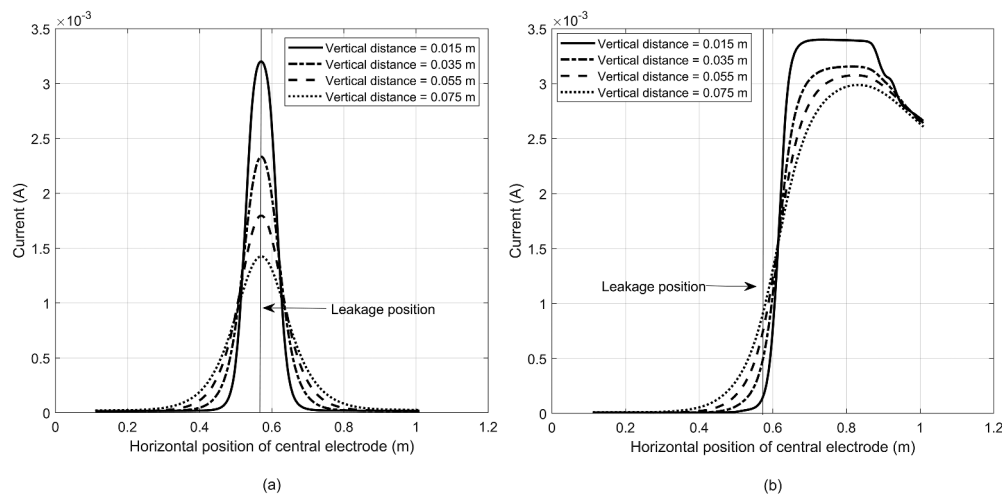 ×10⁻³
3.5
3
2.5
2
1.5
1
0.5
0
Current (A)
Vertical distance = 0.015 m
Vertical distance = 0.035 m
Vertical distance = 0.055 m
Vertical distance = 0.075 m
Leakage position
0 0.2 0.4 0.6 0.8 1 1.2
Horizontal position of central electrode (m)
(a)
×10⁻³
3.5
3
2.5
2
1.5
1
0.5
0
Current (A)
Vertical distance = 0.015 m
Vertical distance = 0.035 m
Vertical distance = 0.055 m
Vertical distance = 0.075 m
Leakage position
0 0.2 0.4 0.6 0.8 1 1.2
Horizontal position of central electrode (m)
(b)